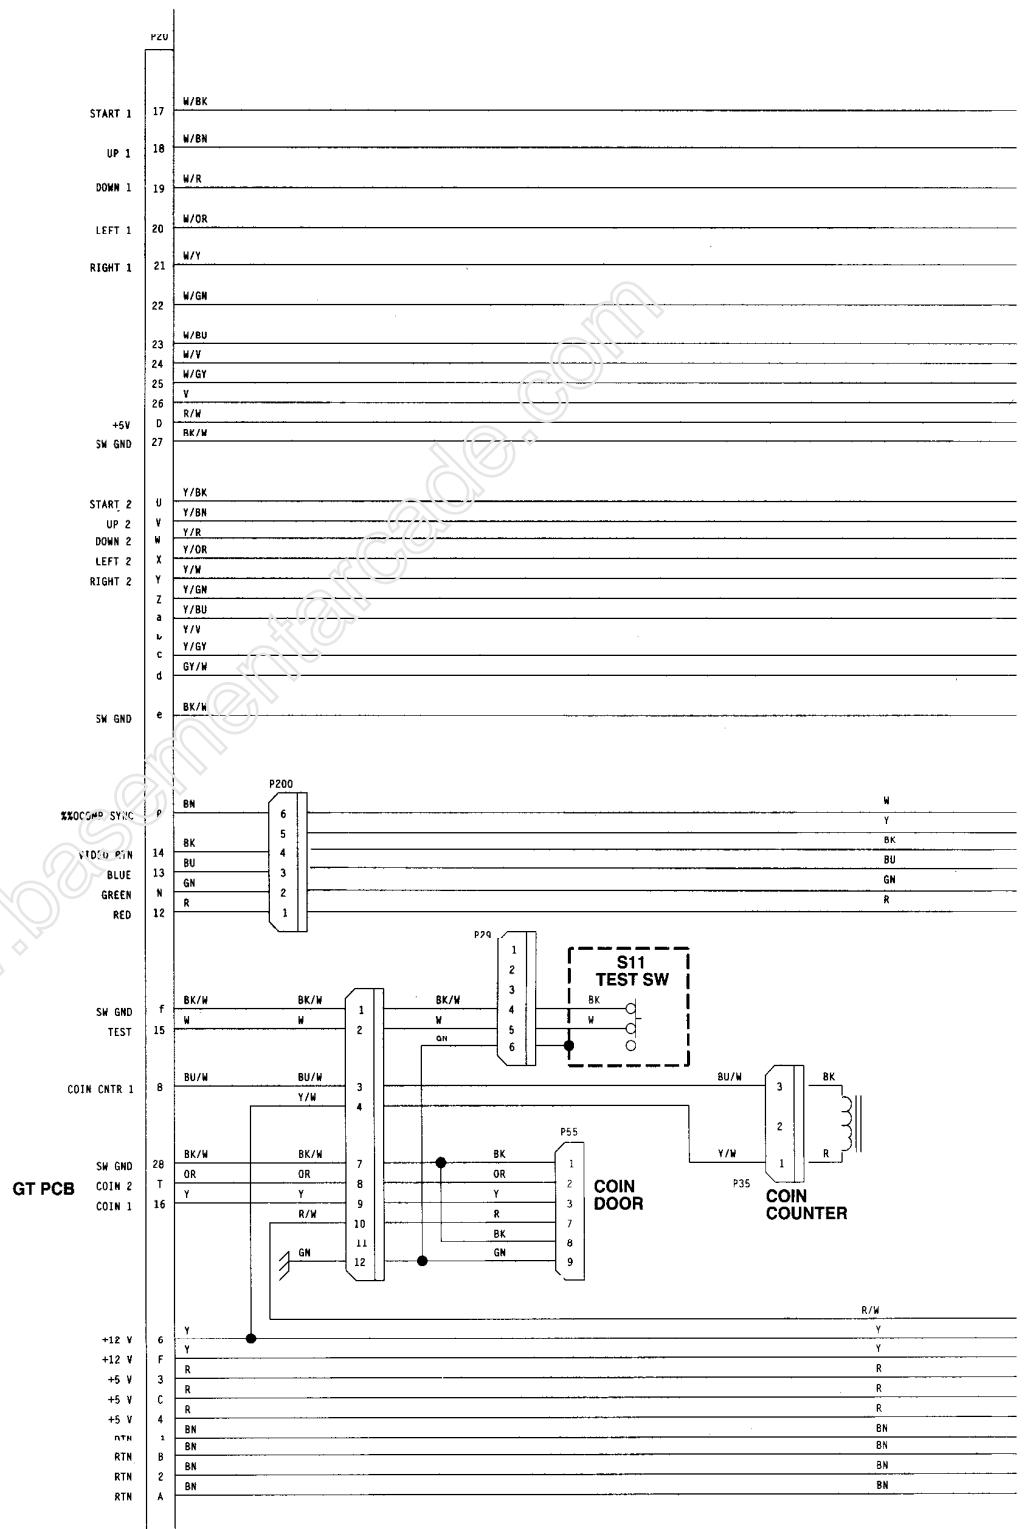 P20
W/BK
START 1 17
W/BN
UP 1 18
W/R
DOWN 1 19
W/OR
LEFT 1 20
W/Y
RIGHT 1 21
W/GN
22
W/BU
23
W/V
24
W/GY
25
V
26
R/W
+5V D
BK/W
SW GND 27
Y/BK
START 2 U
Y/BN
UP 2 V
Y/R
DOWN 2 W
Y/OR
LEFT 2 X
Y/W
RIGHT 2 Y
Y/GN
Z
Y/BU
a
Y/V
b
Y/GY
c
GY/W
d
BK/W
SW GND e
P200
BN W
%%OCOMP SYNC P 6
Y
5
BK BK
VIDEO RTN 14 4
BU BU
BLUE 13 3
GN GN
GREEN N 2
R R
RED 12 1
P29
1
2
3
4
5
6
S11
TEST SW
BK/W BK/W BK/W BK
SW GND f 1
W W W W
TEST 15 2
GN
BU/W BU/W BU/W BK
COIN CNTR 1 8 3 3
Y/W
4
2
Y/W R
1
P35
COIN
COUNTER
P55
BK/W BK/W BK
SW GND 28 7 1
OR OR OR
COIN 2 T 8 2
Y Y Y
COIN 1 16 9 3
GT PCB
COIN
DOOR
R/W R
10 7
BK
11 8
GN GN
12 9
R/W
Y Y
+12 V 6
Y Y
+12 V F
R R
+5 V 3
R R
+5 V C
R R
+5 V 4
BN BN
RTN 1
BN BN
RTN B
BN BN
RTN 2
BN BN
RTN A
.basementarcade.com